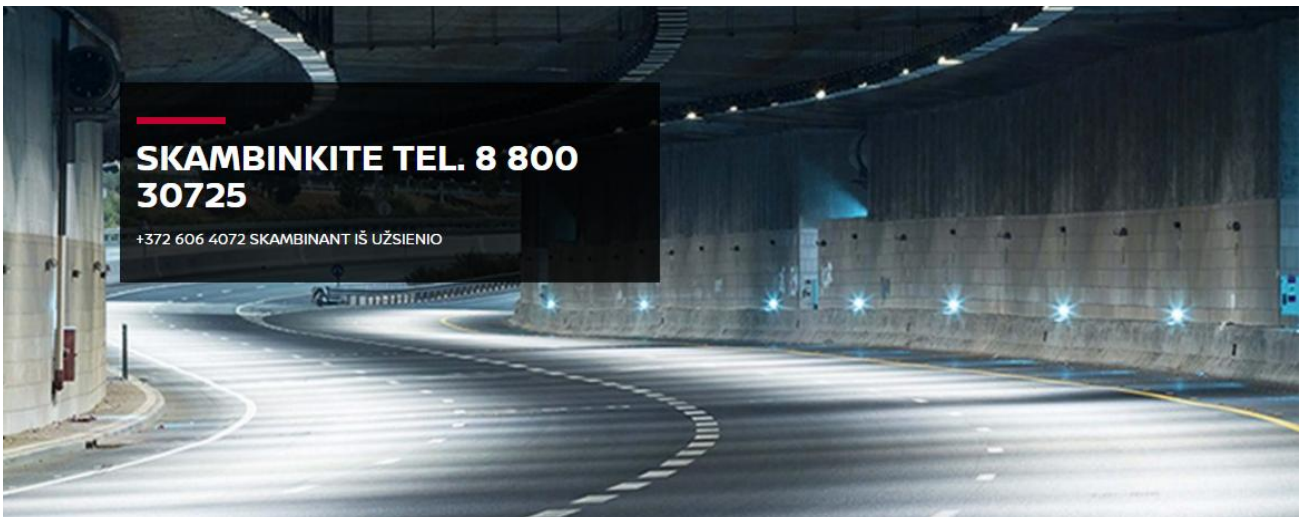 SKAMBINKITE TEL. 8 800
30725
+372 606 4072 SKAMBINANT IŠ UŽSIENIO